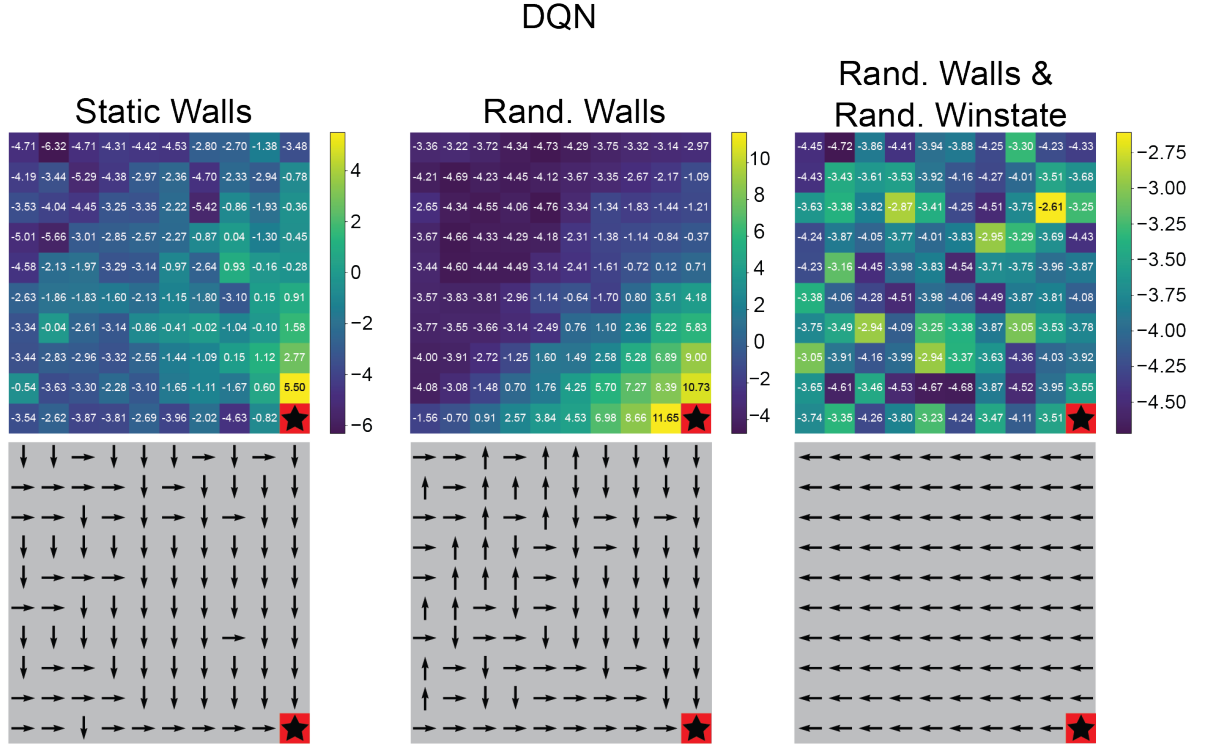 DQN
Static Walls
Rand. Walls
Rand. Walls &
Rand. Winstate
-4.71 -6.32 -4.71 -4.31 -4.42 -4.53 -2.80 -2.70 -1.38 -3.48
-4.19 -3.44 -5.29 -4.38 -2.97 -2.36 -4.70 -2.33 -2.94 -0.78
-3.53 -4.04 -4.45 -3.25 -3.35 -2.22 -5.42 -0.86 -1.93 -0.36
-5.01 -5.66 -3.01 -2.85 -2.57 -2.27 -0.87 0.04 -1.30 -0.45
-4.58 -2.13 -1.97 -3.29 -3.14 -0.97 -2.64 0.93 -0.16 -0.28
-2.63 -1.86 -1.83 -1.60 -2.13 -1.15 -1.80 -3.10 0.15 0.91
-3.34 -0.04 -2.61 -3.14 -0.86 -0.41 -0.02 -1.04 -0.10 1.58
-3.44 -2.83 -2.96 -3.32 -2.55 -1.44 -1.09 0.15 1.12 2.77
-0.54 -3.63 -3.30 -2.28 -3.10 -1.65 -1.11 -1.67 0.60 5.50
-3.54 -2.62 -3.87 -3.81 -2.69 -3.96 -2.02 -4.63 -0.82
4
2
0
−2
−4
−6
-3.36 -3.22 -3.72 -4.34 -4.73 -4.29 -3.75 -3.32 -3.14 -2.97
-4.21 -4.69 -4.23 -4.45 -4.12 -3.67 -3.35 -2.67 -2.17 -1.09
-2.65 -4.34 -4.55 -4.06 -4.76 -3.34 -1.34 -1.83 -1.44 -1.21
-3.67 -4.66 -4.33 -4.29 -4.18 -2.31 -1.38 -1.14 -0.84 -0.37
-3.44 -4.60 -4.44 -4.49 -3.14 -2.41 -1.61 -0.72 0.12 0.71
-3.57 -3.83 -3.81 -2.96 -1.14 -0.64 -1.70 0.80 3.51 4.18
-3.77 -3.55 -3.66 -3.14 -2.49 0.76 1.10 2.36 5.22 5.83
-4.00 -3.91 -2.72 -1.25 1.60 1.49 2.58 5.28 6.89 9.00
-4.08 -3.08 -1.48 0.70 1.76 4.25 5.70 7.27 8.39 10.73
-1.56 -0.70 0.91 2.57 3.84 4.53 6.98 8.66 11.65
10
8
6
4
2
0
−2
−4
-4.45 -4.72 -3.86 -4.41 -3.94 -3.88 -4.25 -3.30 -4.23 -4.33
-4.43 -3.43 -3.61 -3.53 -3.92 -4.16 -4.27 -4.01 -3.51 -3.68
-3.63 -3.38 -3.82 -2.87 -3.41 -4.25 -4.51 -3.75 -2.61 -3.25
-4.24 -3.87 -4.05 -3.77 -4.01 -3.83 -2.95 -3.29 -3.69 -4.43
-4.23 -3.16 -4.45 -3.98 -3.83 -4.54 -3.71 -3.75 -3.96 -3.87
-3.38 -4.06 -4.28 -4.51 -3.98 -4.06 -4.49 -3.87 -3.81 -4.08
-3.75 -3.49 -2.94 -4.09 -3.25 -3.38 -3.87 -3.05 -3.53 -3.78
-3.05 -3.91 -4.16 -3.99 -2.94 -3.37 -3.63 -4.36 -4.03 -3.92
-3.65 -4.61 -3.46 -4.53 -4.67 -4.68 -3.87 -4.52 -3.95 -3.55
-3.74 -3.35 -4.26 -3.80 -3.23 -4.24 -3.47 -4.11 -3.51
−2.75
−3.00
−3.25
−3.50
−3.75
−4.00
−4.25
−4.50